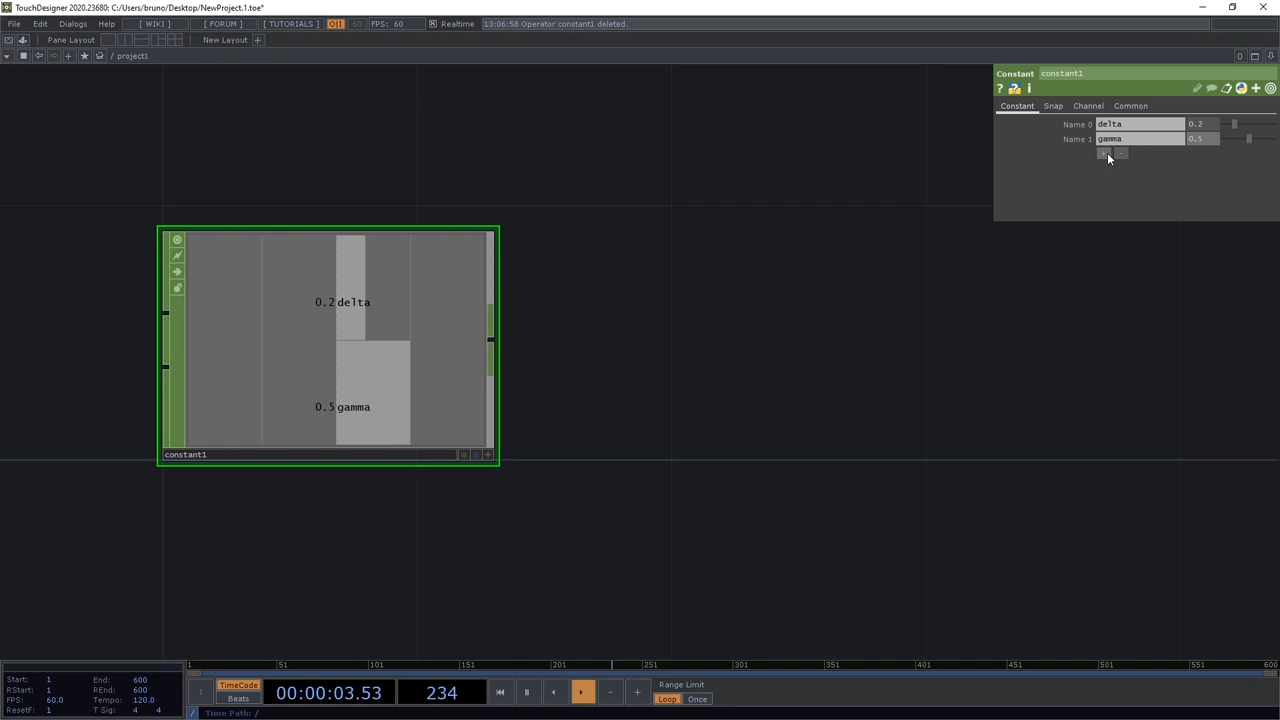 TouchDesigner 2020.23680: C:/Users/bruno/Desktop/NewProject.1.toe*
File Edit Dialogs Help [ WIKI ] [ FORUM ] [ TUTORIALS ] O|I 60 FPS: 60 Realtime 13:06:58 Operator constant1 deleted.
Pane Layout New Layout +
/ project1 0
Constant constant1
? i
Constant Snap Channel Common
Name 0 delta 0.2
Name 1 gamma 0.5
+ -
0.2 delta
0.5 gamma
constant1
1 51 101 151 201 251 301 351 401 451 501 551 600
Start: 1 End: 600
RStart: 1 REnd: 600
FPS: 60.0 Tempo: 120.0
ResetF: 1 T Sig: 4 4
TimeCode
Beats
00:00:03.53 234
- +
Range Limit
Loop Once
/ Time Path: /